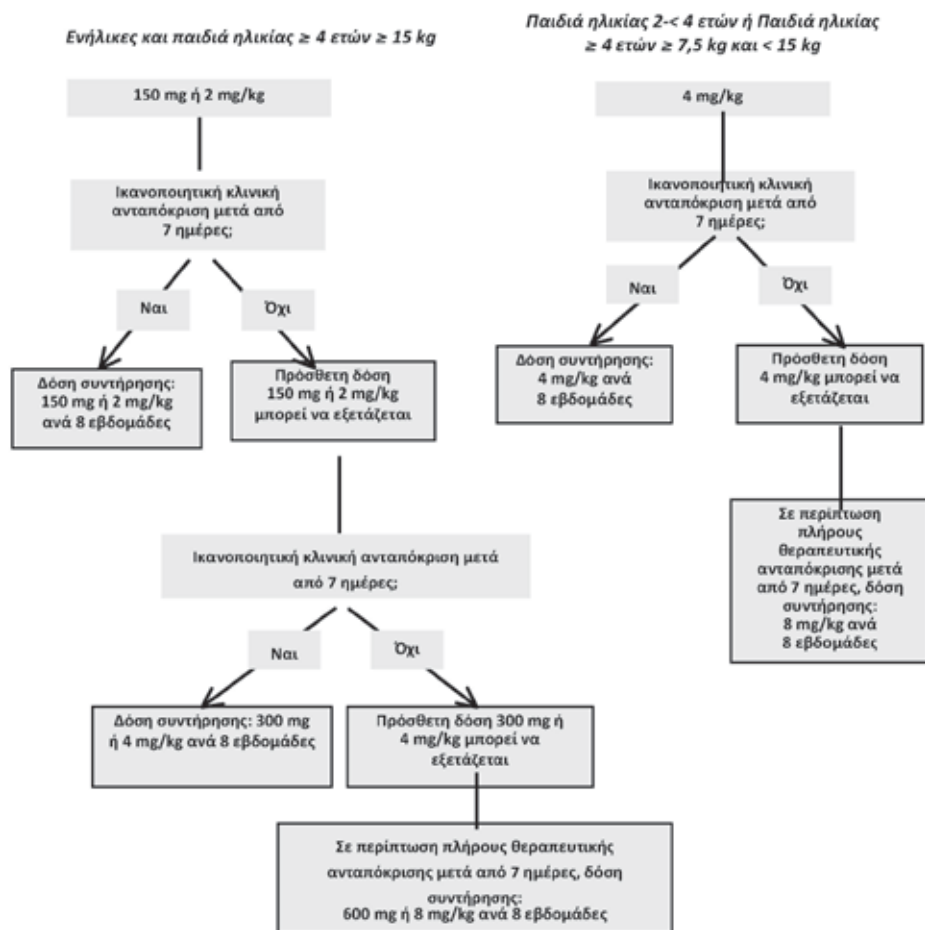 Ενήλικες και παιδιά ηλικίας ≥ 4 ετών ≥ 15 kg
150 mg ή 2 mg/kg
Ικανοποιητική κλινική
ανταπόκριση μετά από
7 ημέρες;
Ναι
Όχι
Δόση συντήρησης:
150 mg ή 2 mg/kg
ανά 8 εβδομάδες
Πρόσθετη δόση
150 mg ή 2 mg/kg
μπορεί να εξετάζεται
Ικανοποιητική κλινική ανταπόκριση μετά
από 7 ημέρες;
Ναι
Όχι
Δόση συντήρησης: 300 mg
ή 4 mg/kg ανά 8 εβδομάδες
Πρόσθετη δόση 300 mg ή
4 mg/kg μπορεί να
εξετάζεται
Σε περίπτωση πλήρους θεραπευτικής
ανταπόκρισης μετά από 7 ημέρες, δόση
συντήρησης:
600 mg ή 8 mg/kg ανά 8 εβδομάδες
Παιδιά ηλικίας 2-< 4 ετών ή Παιδιά ηλικίας
≥ 4 ετών ≥ 7,5 kg και < 15 kg
4 mg/kg
Ικανοποιητική κλινική
ανταπόκριση μετά από
7 ημέρες;
Ναι
Όχι
Δόση συντήρησης:
4 mg/kg ανά
8 εβδομάδες
Πρόσθετη δόση
4 mg/kg μπορεί να
εξετάζεται
Σε περίπτωση
πλήρους
θεραπευτικής
ανταπόκρισης μετά
από 7 ημέρες, δόση
συντήρησης:
8 mg/kg ανά
8 εβδομάδες